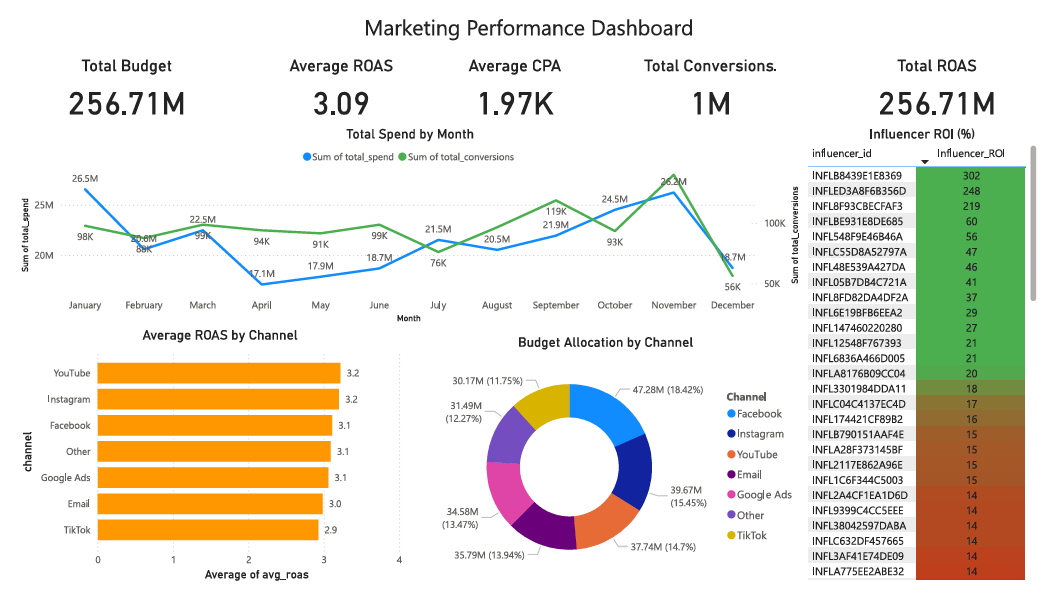 Marketing Performance Dashboard
Total Budget
256.71M
Average ROAS
3.09
Average CPA
1.97K
Total Conversions.
1M
Total ROAS
256.71M
Total Spend by Month
Sum of total_spend
Sum of total_conversions
Sum of total_spend
25M
20M
26.5M
20.6M
22.5M
17.1M
17.9M
18.7M
21.5M
20.5M
21.9M
24.5M
26.2M
18.7M
98K
88K
99K
94K
91K
99K
76K
119K
93K
56K
100K
50K
Sum of total_conversions
January
February
March
April
May
June
July
August
September
October
November
December
Month
Influencer ROI (%)
influencer_id Influencer_ROI
INFLB8439E1E8369 302
INFLED3A8F6B356D 248
INFL8F93CBECFAF3 219
INFLBE931E8DE685 60
INFL548F9E46B46A 56
INFLC55D8A52797A 47
INFL48E539A427DA 46
INFL05B7DB4C721A 41
INFL8FD82DA4DF2A 37
INFL6E19BFB6EEA2 29
INFL147460220280 27
INFL12548F767393 21
INFL6836A466D005 21
INFLA8176B09CC04 20
INFL3301984DDA11 18
INFLC04C4137EC4D 17
INFL174421CF89B2 16
INFLB790151AAF4E 15
INFLA28F373145BF 15
INFL2117E862A96E 15
INFL1C6F344C5003 15
INFL2A4CF1EA1D6D 14
INFL9399C4CC5EEE 14
INFL38042597DABA 14
INFLC632DF457665 14
INFL3AF41E74DE09 14
INFLA775EE2ABE32 14
Average ROAS by Channel
channel
YouTube 3.2
Instagram 3.2
Facebook 3.1
Other 3.1
Google Ads 3.1
Email 3.0
TikTok 2.9
0 1 2 3 4
Average of avg_roas
Budget Allocation by Channel
47.28M (18.42%)
39.67M
(15.45%)
37.74M (14.7%)
35.79M (13.94%)
34.58M
(13.47%)
31.49M
(12.27%)
30.17M (11.75%)
Channel
Facebook
Instagram
YouTube
Email
Google Ads
Other
TikTok